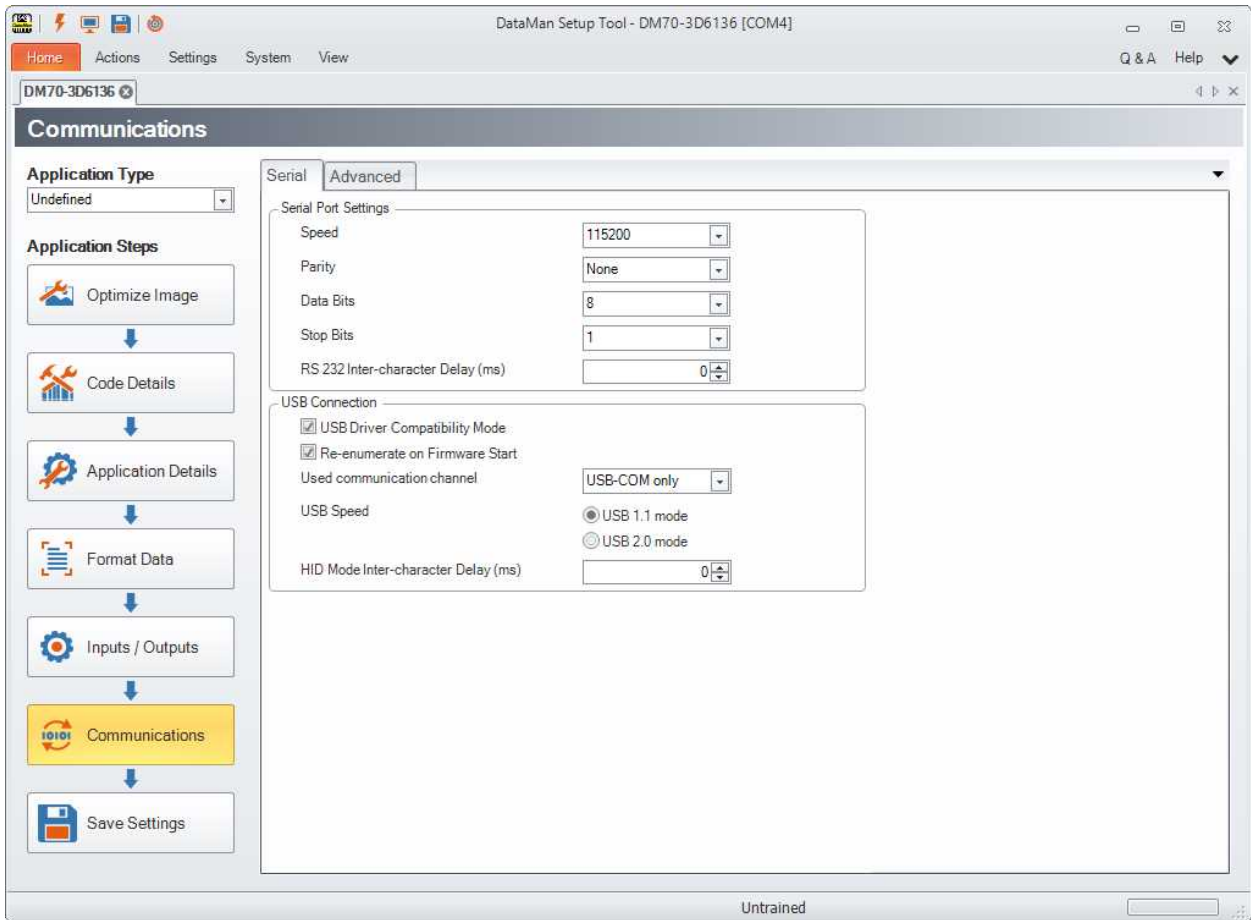 DataMan Setup Tool - DM70-3D6136 [COM4]
Home Actions Settings System View Q & A Help
DM70-3D6136
Communications
Application Type
Undefined
Application Steps
Optimize Image
Code Details
Application Details
Format Data
Inputs / Outputs
Communications
Save Settings
Serial Advanced
Serial Port Settings
Speed 115200
Parity None
Data Bits 8
Stop Bits 1
RS 232 Inter-character Delay (ms) 0
USB Connection
USB Driver Compatibility Mode
Re-enumerate on Firmware Start
Used communication channel USB-COM only
USB Speed USB 1.1 mode
USB 2.0 mode
HID Mode Inter-character Delay (ms) 0
Untrained